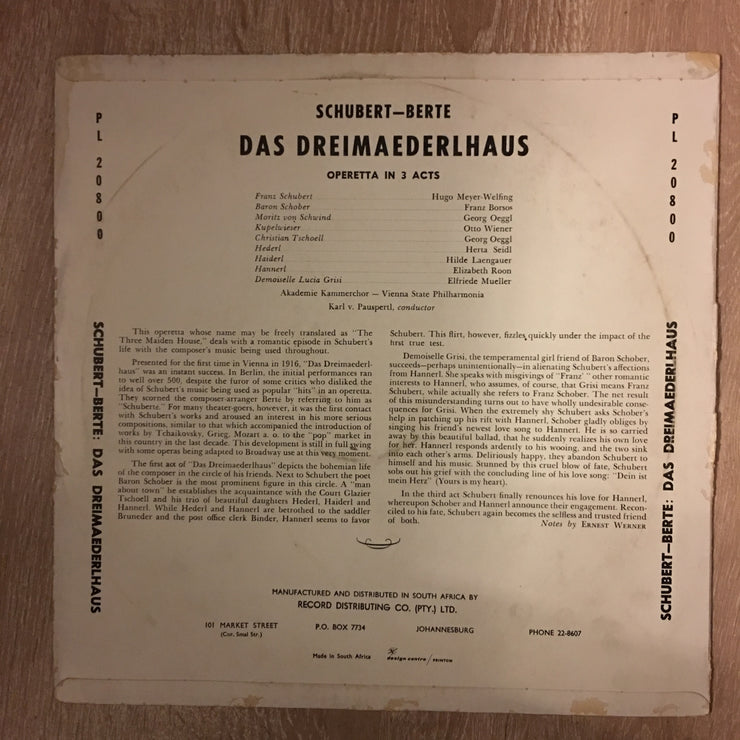 SCHUBERT—BERTE
DAS DREIMAEDERLHAUS
OPERETTA IN 3 ACTS
Franz Schubert Hugo Meyer-Welfing
Baron Schober Franz Borsos
Moritz von Schwind Georg Oeggl
Kupelwieser Otto Wiener
Christian Tschoell Georg Oeggl
Hederl Herta Seidl
Haiderl Hilde Laengauer
Hannerl Elizabeth Roon
Demoiselle Lucia Grisi Elfriede Mueller
Akademie Kammerchor — Vienna State Philharmonia
Karl v. Pauspertl, conductor
PL 20800
SCHUBERT—BERTE: DAS DREIMAEDERLHAUS
This operetta whose name may be freely translated as "The
Three Maiden House," deals with a romantic episode in Schubert's
life with the composer's music being used throughout.
Presented for the first time in Vienna in 1916, "Das Dreimaederl-
haus" was an instant success. In Berlin, the initial performances ran
to well over 500, despite the furor of some critics who disliked the
idea of Schubert's music being used as popular "hits" in an operetta.
They scorned the composer-arranger Berte by referring to him as
"Schuberte." For many theater-goers, however, it was the first contact
with Schubert's works and aroused an interest in his more serious
compositions, similar to that which accompanied the introduction of
works by Tchaikovsky, Grieg, Mozart a. o. to the "pop" market in
this country in the last decade. This development is still in full swing
with some operas being adapted to Broadway use at this very moment.
The first act of "Das Dreimaederlhaus" depicts the bohemian life
of the composer in the circle of his friends. Next to Schubert the poet
Baron Schober is the most prominent figure in this circle. A "man
about town" he establishes the acquaintance with the Court Glazier
Tschoell and his trio of beautiful daughters Hederl, Haiderl and
Hannerl. While Hederl and Hannerl are betrothed to the saddler
Bruneder and the post office clerk Binder, Hannerl seems to favor
Schubert. This flirt, however, fizzles quickly under the impact of the
first true test.
Demoiselle Grisi, the temperamental girl friend of Baron Schober,
succeeds—perhaps unintentionally—in alienating Schubert's affections
from Hannerl. She speaks with misgivings of "Franz' " other romantic
interests to Hannerl, who assumes, of course, that Grisi means Franz
Schubert, while actually she refers to Franz Schober. The net result
of this misunderstanding turns out to have wholly undesirable conse-
quences for Grisi. When the extremely shy Schubert asks Schober's
help in patching up his rift with Hannerl, Schober gladly obliges by
singing his friend's newest love song to Hannerl. He is so carried
away by this beautiful ballad, that he suddenly realizes his own love
for her. Hannerl responds ardently to his wooing, and the two sink
into each other's arms. Deliriously happy, they abandon Schubert to
himself and his music. Stunned by this cruel blow of fate, Schubert
sobs out his grief with the concluding line of his love song: "Dein ist
mein Herz" (Yours is my heart).
In the third act Schubert finally renounces his love for Hannerl,
whereupon Schober and Hannerl announce their engagement. Recon-
ciled to his fate, Schubert again becomes the selfless and trusted friend
of both. Notes by ERNEST WERNER
PL 20800
SCHUBERT—BERTE: DAS DREIMAEDERLHAUS
MANUFACTURED AND DISTRIBUTED IN SOUTH AFRICA BY
RECORD DISTRIBUTING CO. (PTY.) LTD.
101 MARKET STREET P.O. BOX 7734 JOHANNESBURG PHONE 22-8607
(Cnr. Smal Str.)
Made in South Africa design centre / PRINTON